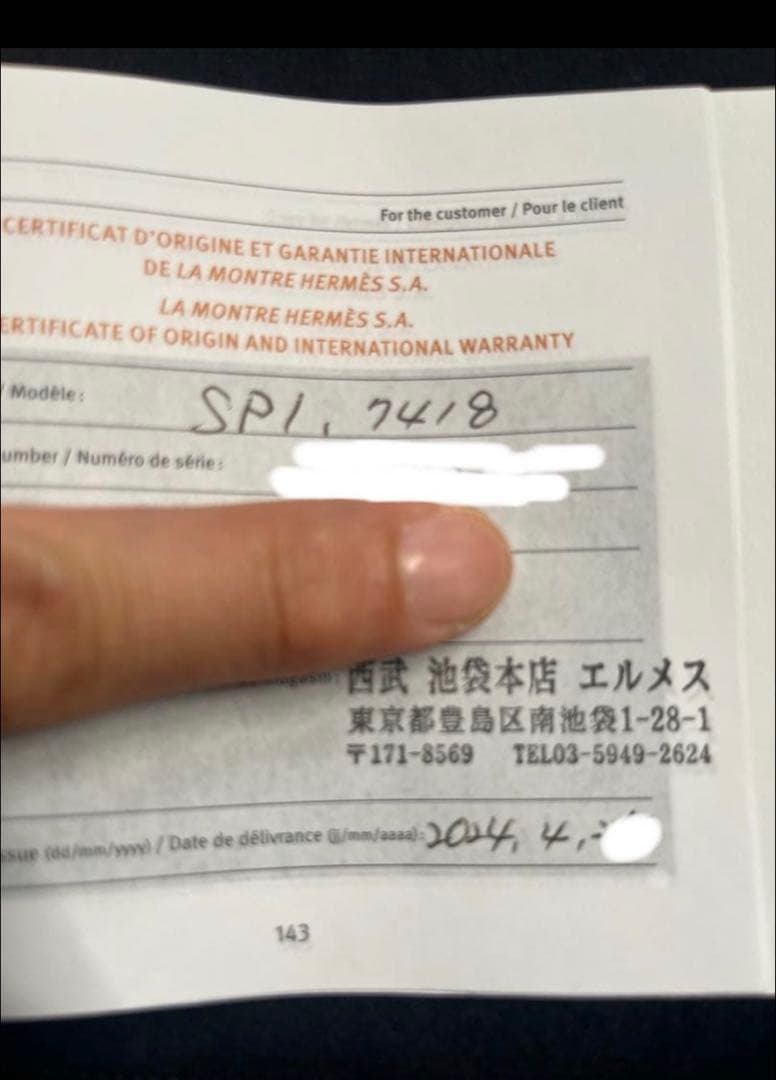 For the customer / Pour le client
CERTIFICAT D'ORIGINE ET GARANTIE INTERNATIONALE
DE LA MONTRE HERMÈS S.A.
LA MONTRE HERMÈS S.A.
ERTIFICATE OF ORIGIN AND INTERNATIONAL WARRANTY
/ Modèle : SP1. 7418
umber / Numéro de série :
西武 池袋本店 エルメス
東京都豊島区南池袋1-28-1
〒171-8569 TEL03-5949-2624
ssue (dd/mm/yyyy) / Date de délivrance (jj/mm/aaaa) : 2024, 4,
143